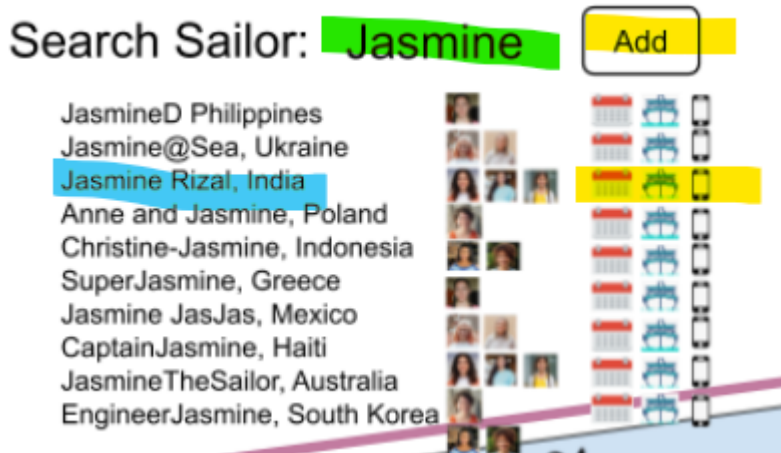 Search Sailor: Jasmine Add
JasmineD Philippines
Jasmine@Sea, Ukraine
Jasmine Rizal, India
Anne and Jasmine, Poland
Christine-Jasmine, Indonesia
SuperJasmine, Greece
Jasmine JasJas, Mexico
CaptainJasmine, Haiti
JasmineTheSailor, Australia
EngineerJasmine, South Korea